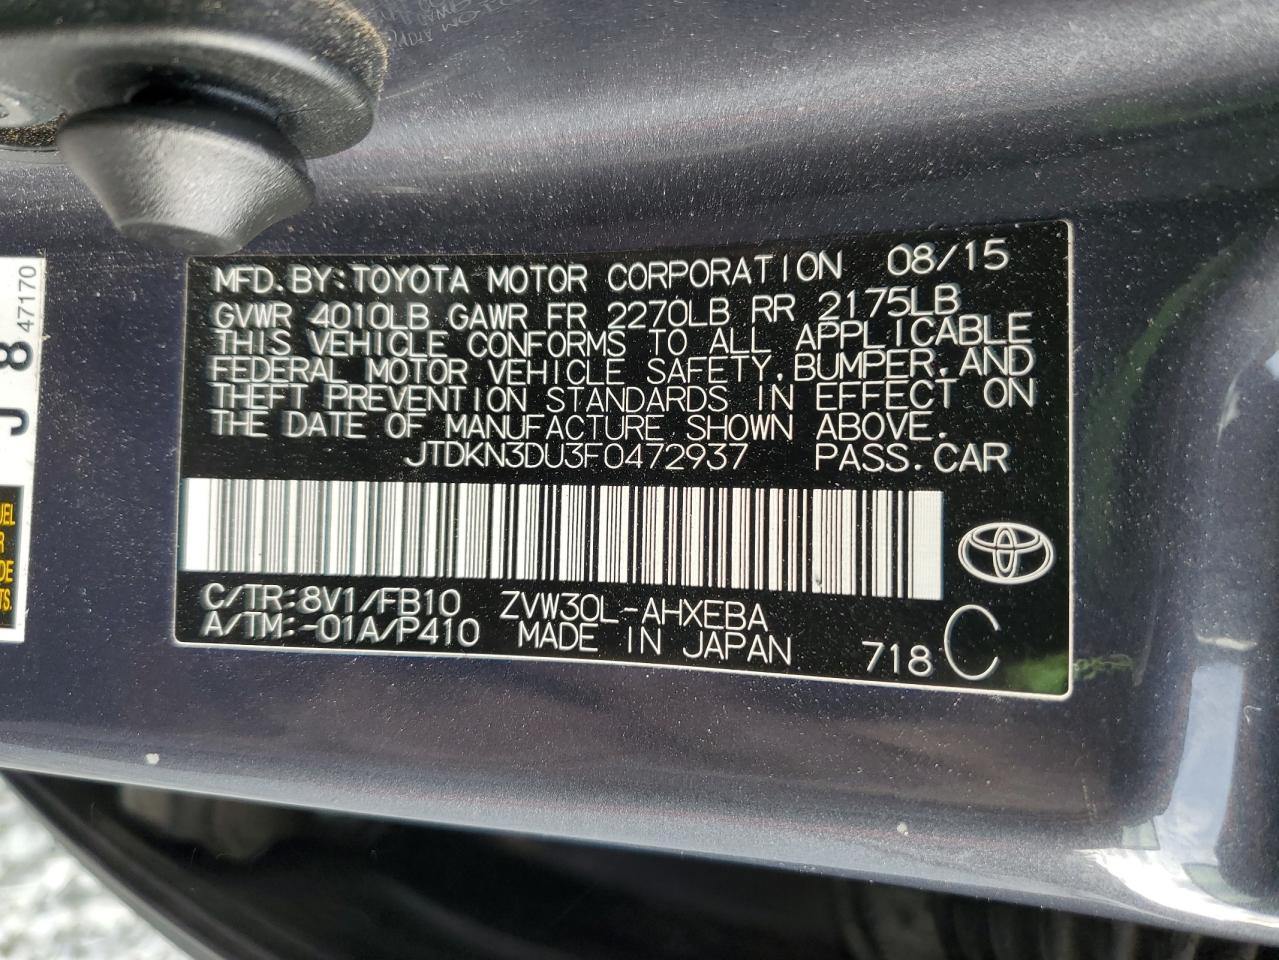 MFD. BY: TOYOTA MOTOR CORPORATION 08/15
GVWR 4010LB GAWR FR 2270LB RR 2175LB
THIS VEHICLE CONFORMS TO ALL APPLICABLE
FEDERAL MOTOR VEHICLE SAFETY, BUMPER, AND
THEFT PREVENTION STANDARDS IN EFFECT ON
THE DATE OF MANUFACTURE SHOWN ABOVE.
JTDKN3DU3F0472937 PASS. CAR
C/TR: 8V1/FB10 ZVW30L-AHXEBA
A/TM: -01A/P410 MADE IN JAPAN 718 C
J 8 47170